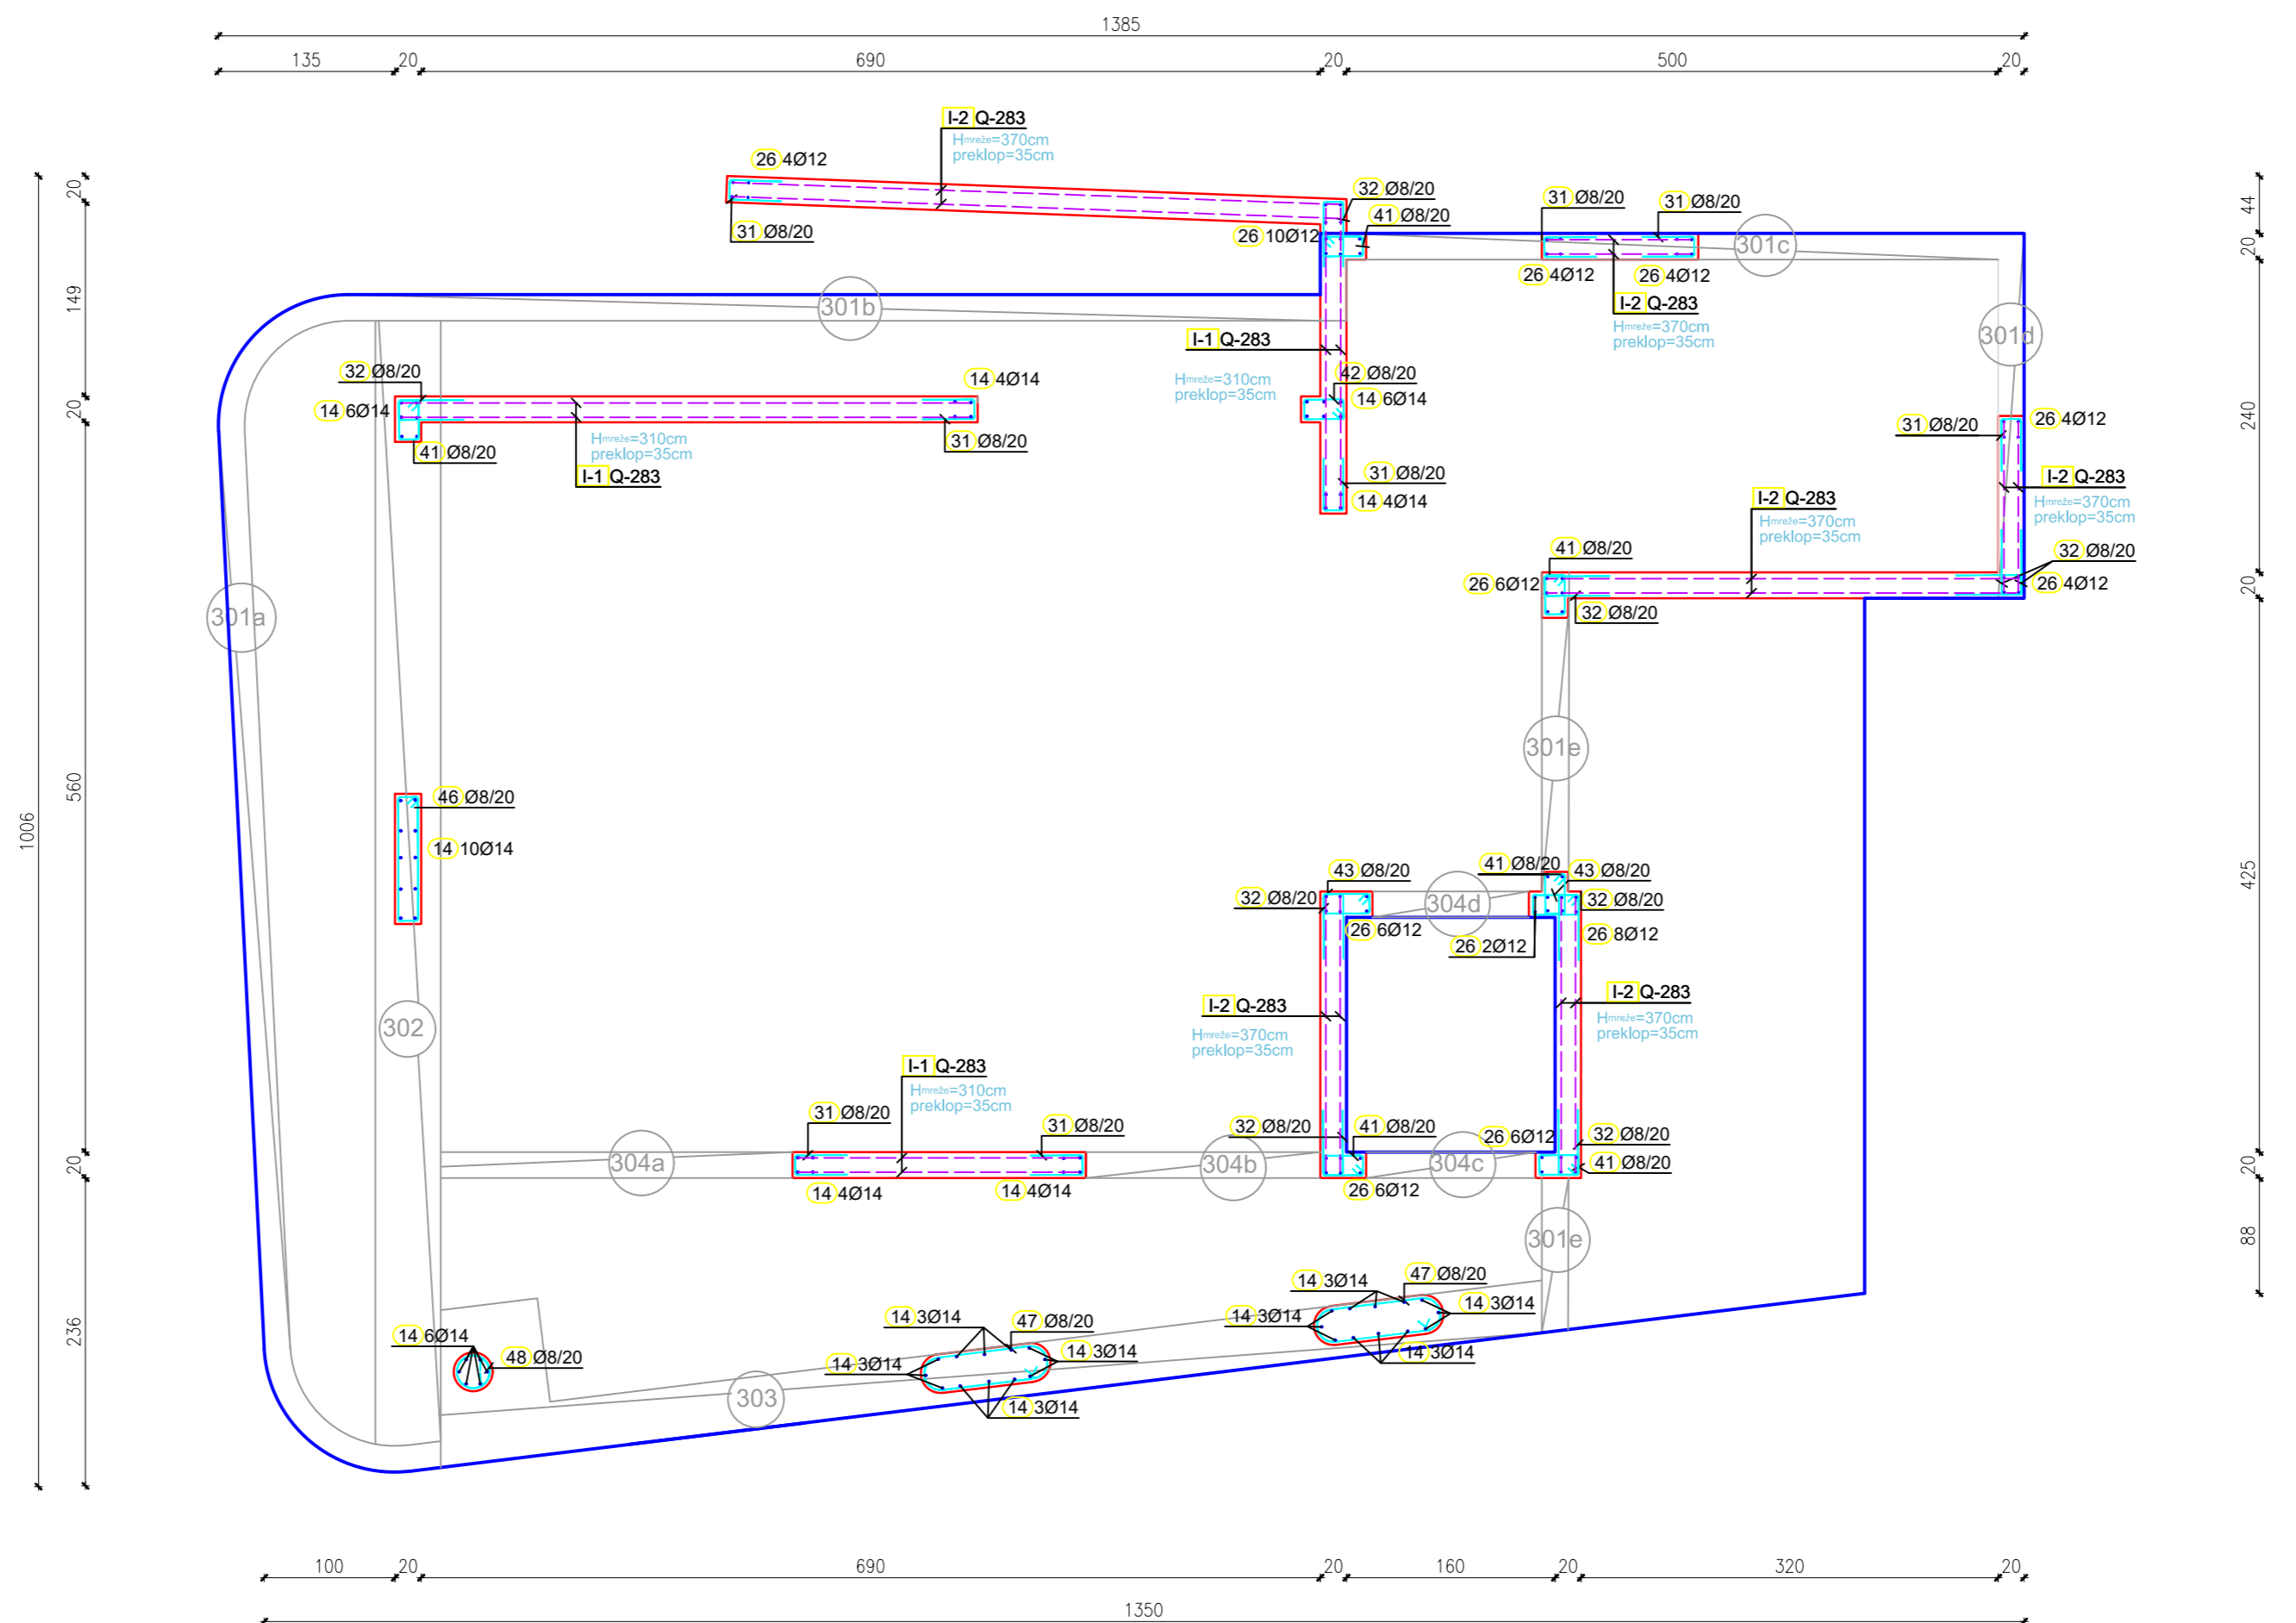 1385
135
20
690
20
500
20
I-2 Q-283
Hmreže=370cm
preklop=35cm
26 4Ø12
31 Ø8/20
32 Ø8/20
41 Ø8/20
26 10Ø12
31 Ø8/20
31 Ø8/20
301c
26 4Ø12
26 4Ø12
I-2 Q-283
Hmreže=370cm
preklop=35cm
301b
301d
I-1 Q-283
Hmreže=310cm
preklop=35cm
42 Ø8/20
14 6Ø14
32 Ø8/20
14 6Ø14
41 Ø8/20
14 4Ø14
31 Ø8/20
Hmreže=310cm
preklop=35cm
I-1 Q-283
31 Ø8/20
14 4Ø14
31 Ø8/20
26 4Ø12
I-2 Q-283
Hmreže=370cm
preklop=35cm
I-2 Q-283
Hmreže=370cm
preklop=35cm
32 Ø8/20
26 4Ø12
41 Ø8/20
26 6Ø12
32 Ø8/20
301a
301e
46 Ø8/20
14 10Ø14
43 Ø8/20
32 Ø8/20
26 6Ø12
304d
41 Ø8/20
43 Ø8/20
32 Ø8/20
26 2Ø12
26 8Ø12
I-2 Q-283
Hmreže=370cm
preklop=35cm
I-2 Q-283
Hmreže=370cm
preklop=35cm
302
I-1 Q-283
Hmreže=310cm
preklop=35cm
31 Ø8/20
31 Ø8/20
32 Ø8/20
41 Ø8/20
26 6Ø12
32 Ø8/20
41 Ø8/20
304a
304b
304c
14 4Ø14
14 4Ø14
26 6Ø12
301e
14 3Ø14
47 Ø8/20
14 3Ø14
14 3Ø14
14 3Ø14
14 3Ø14
47 Ø8/20
14 3Ø14
14 3Ø14
14 3Ø14
14 6Ø14
48 Ø8/20
303
1006
20
149
20
560
20
236
44
20
240
20
425
20
88
100
20
690
20
160
20
320
20
1350